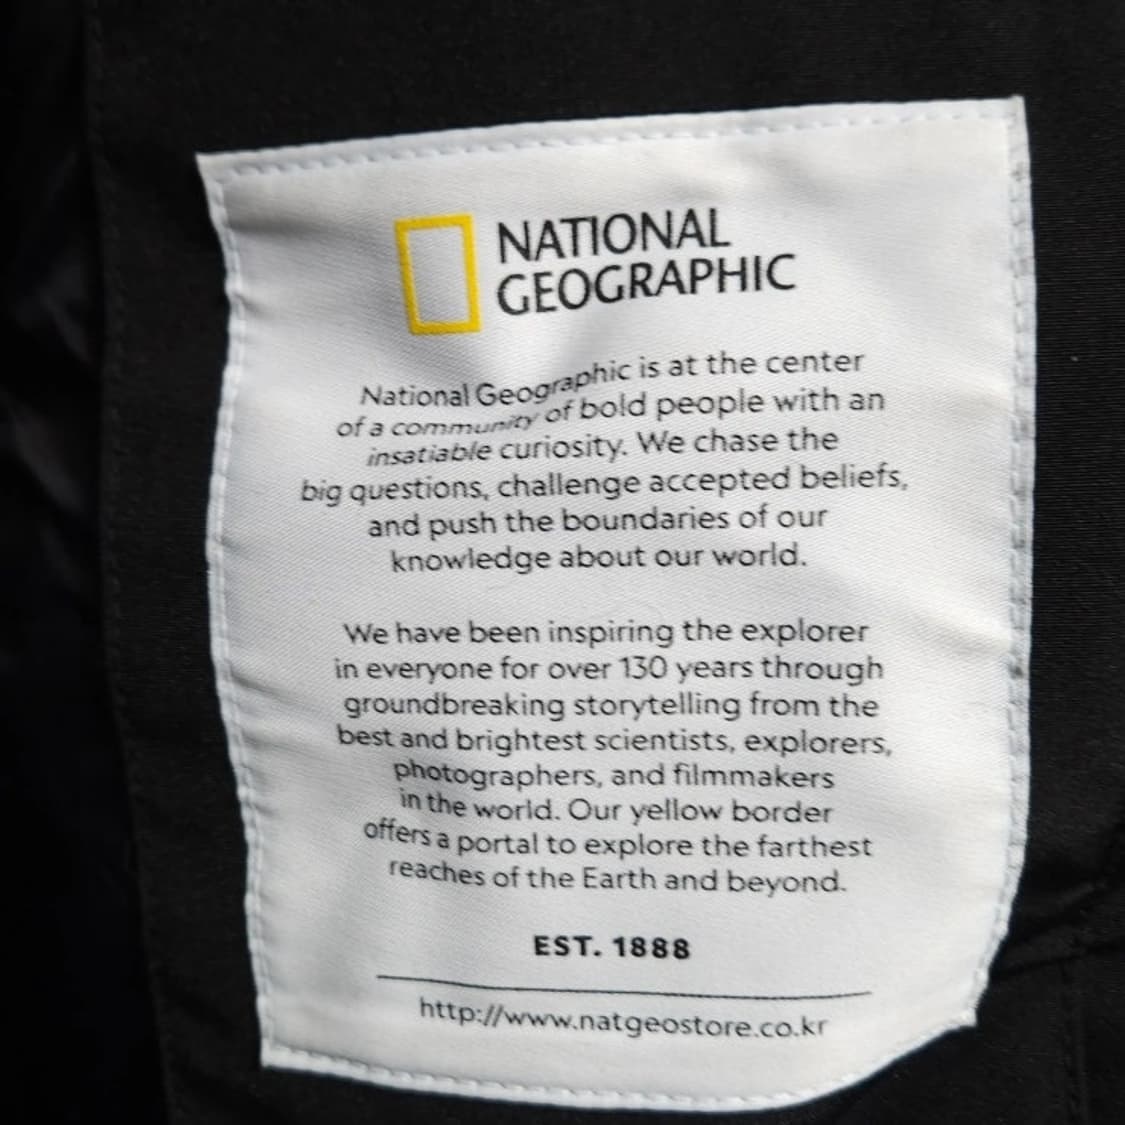 NATIONAL
GEOGRAPHIC
National Geographic is at the center
of a community of bold people with an
insatiable curiosity. We chase the
big questions, challenge accepted beliefs,
and push the boundaries of our
knowledge about our world.
We have been inspiring the explorer
in everyone for over 130 years through
groundbreaking storytelling from the
best and brightest scientists, explorers,
photographers, and filmmakers
in the world. Our yellow border
offers a portal to explore the farthest
reaches of the Earth and beyond.
EST. 1888
http://www.natgeostore.co.kr